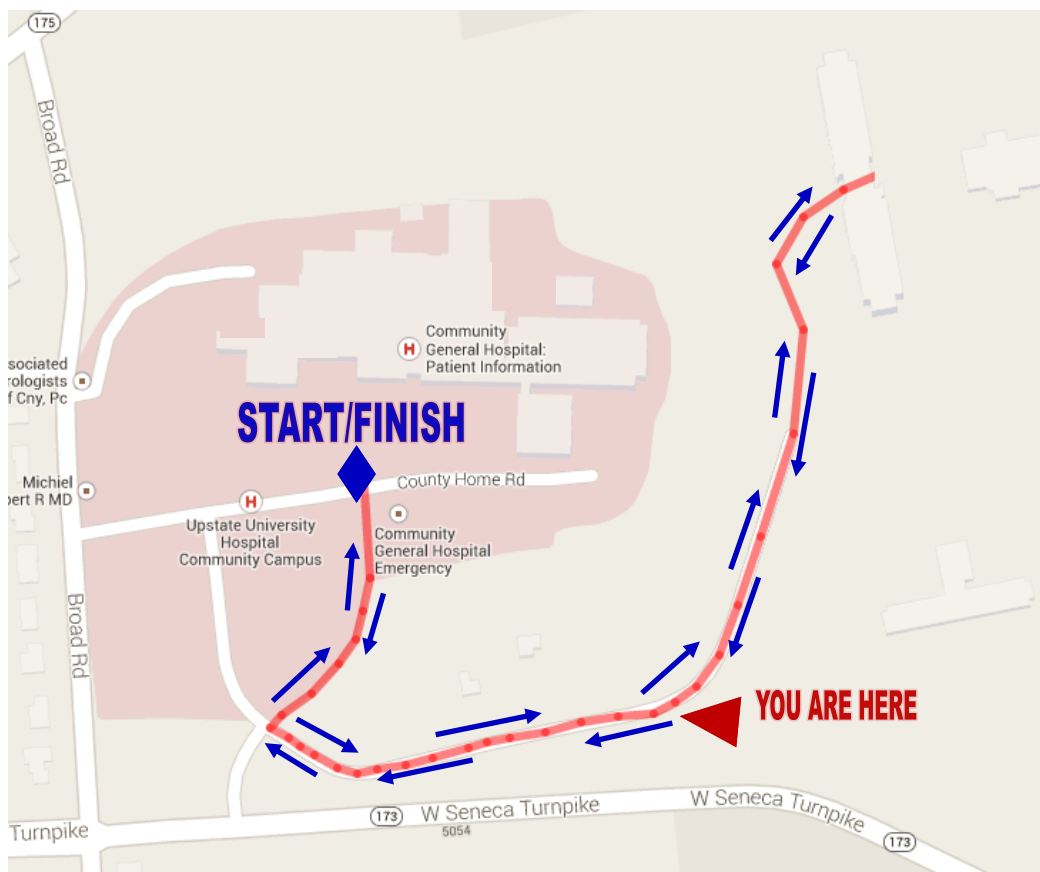 175
Broad Rd
Community
General Hospital:
Patient Information
sociated
rologists
f Cny, Pc
START/FINISH
County Home Rd
Michiel
pert R MD
Upstate University
Hospital
Community Campus
Community
General Hospital
Emergency
Broad Rd
YOU ARE HERE
W Seneca Turnpike
W Seneca Turnpike
173
5054
Turnpike
173